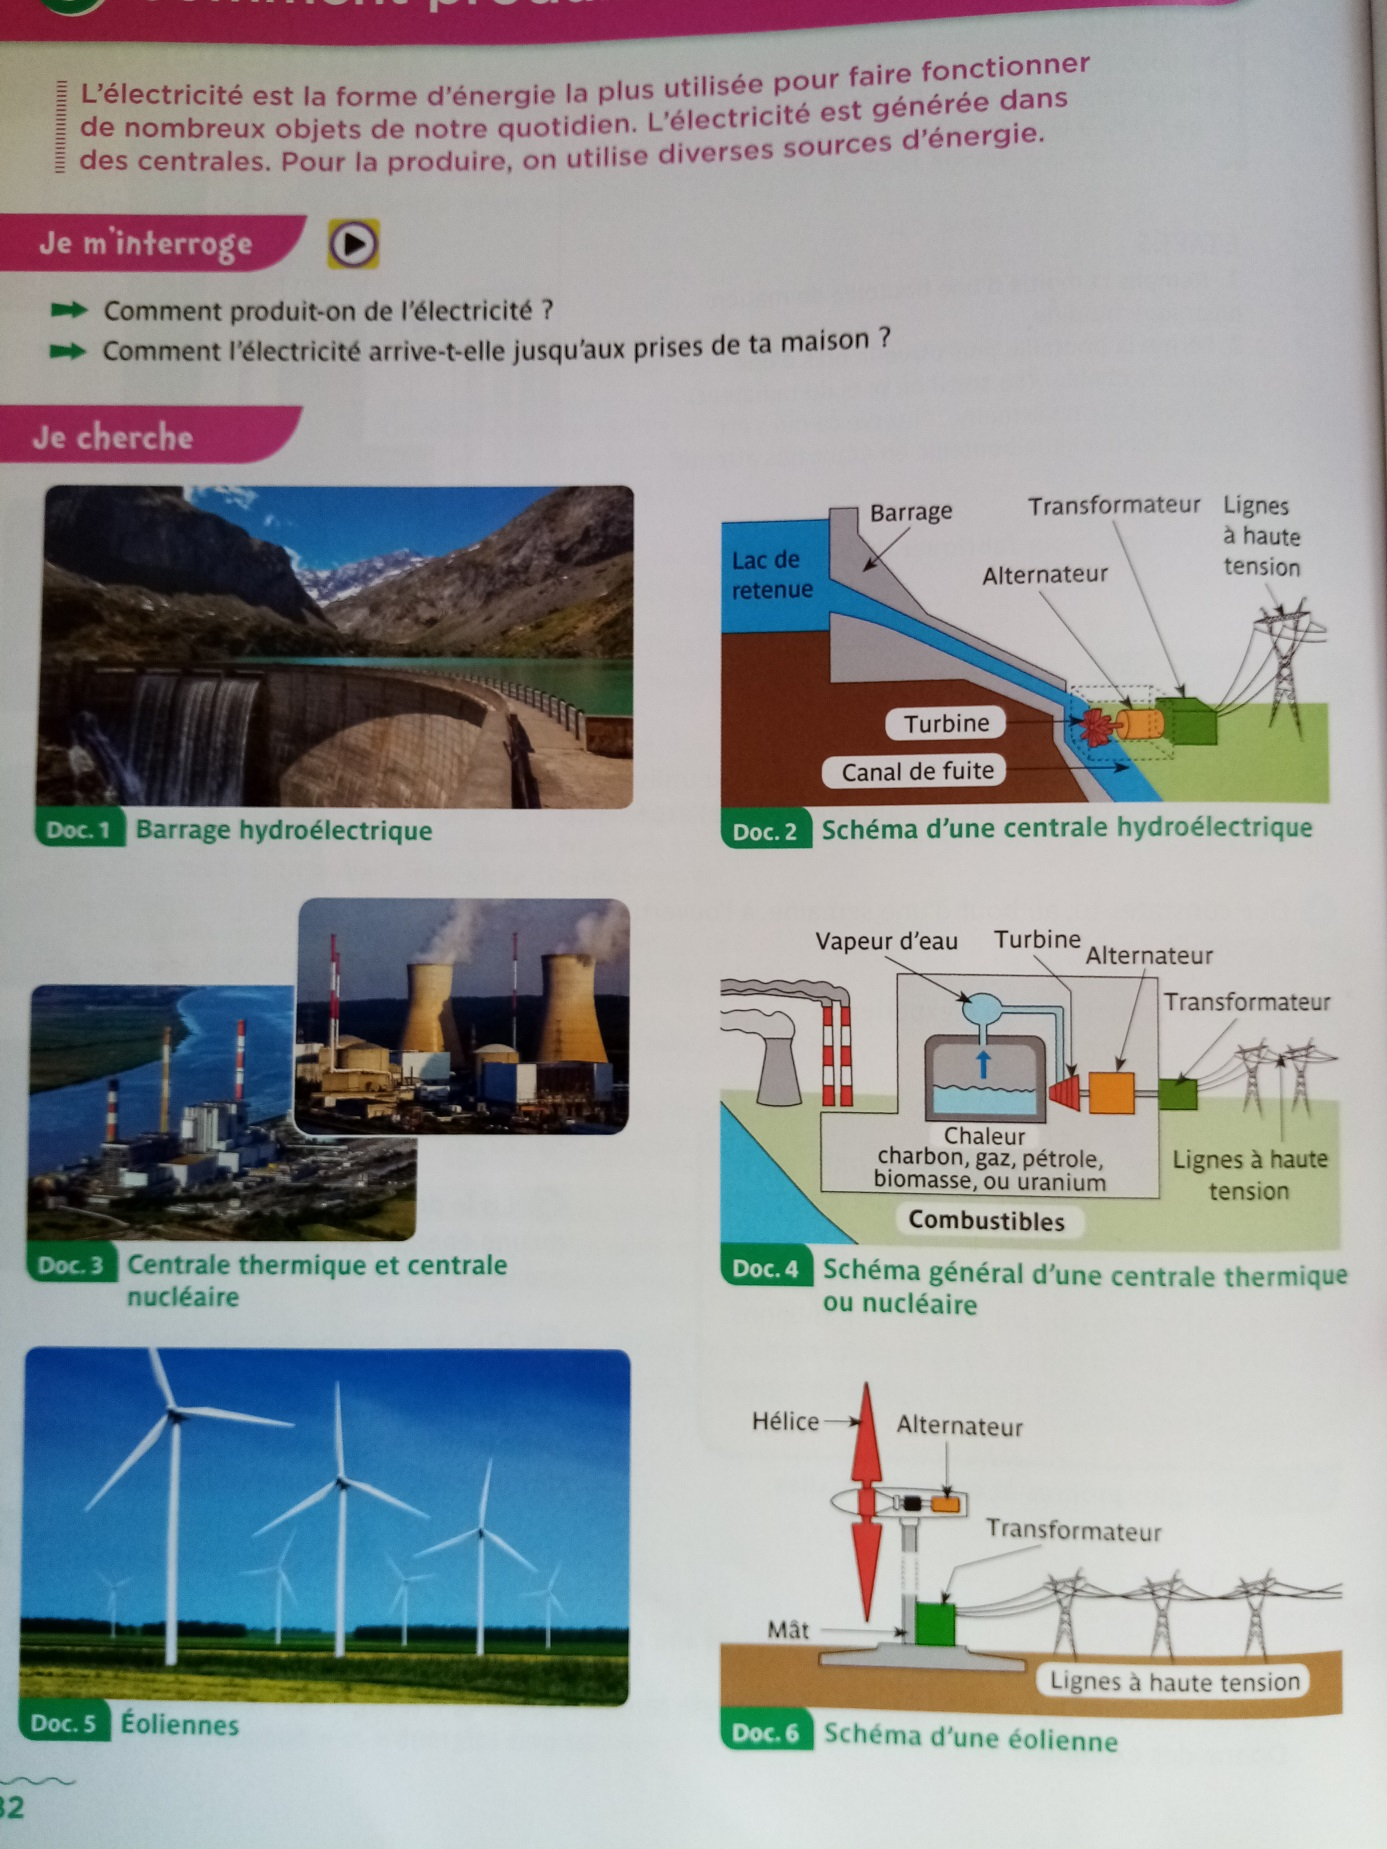 L'électricité est la forme d'énergie la plus utilisée pour faire fonctionner
de nombreux objets de notre quotidien. L'électricité est générée dans
des centrales. Pour la produire, on utilise diverses sources d'énergie.
Je m'interroge
Comment produit-on de l'électricité ?
Comment l'électricité arrive-t-elle jusqu'aux prises de ta maison ?
Je cherche
Doc. 1 Barrage hydroélectrique
Barrage
Transformateur
Lignes
à haute
tension
Lac de
retenue
Alternateur
Turbine
Canal de fuite
Doc. 2 Schéma d'une centrale hydroélectrique
Doc. 3 Centrale thermique et centrale
nucléaire
Vapeur d'eau
Turbine
Alternateur
Transformateur
Chaleur
charbon, gaz, pétrole,
biomasse, ou uranium
Lignes à haute
tension
Combustibles
Doc. 4 Schéma général d'une centrale thermique
ou nucléaire
Doc. 5 Éoliennes
Hélice
Alternateur
Transformateur
Mât
Lignes à haute tension
Doc. 6 Schéma d'une éolienne